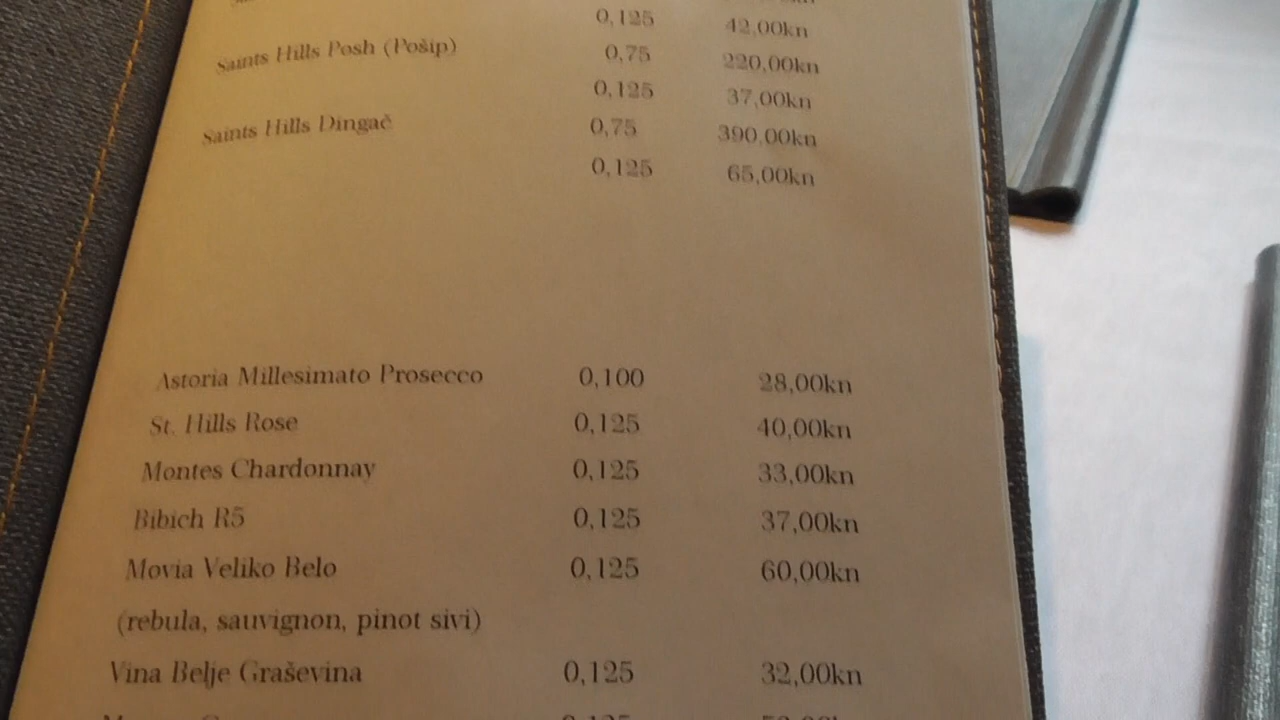 0,125 42,00kn
Saints Hills Posh (Pošip) 0,75 220,00kn
0,125 37,00kn
Saints Hills Dingač 0,75 390,00kn
0,125 65,00kn
Astoria Millesimato Prosecco 0,100 28,00kn
St. Hills Rose 0,125 40,00kn
Montes Chardonnay 0,125 33,00kn
Bibich R5 0,125 37,00kn
Movia Veliko Belo 0,125 60,00kn
(rebula, sauvignon, pinot sivi)
Vina Belje Graševina 0,125 32,00kn